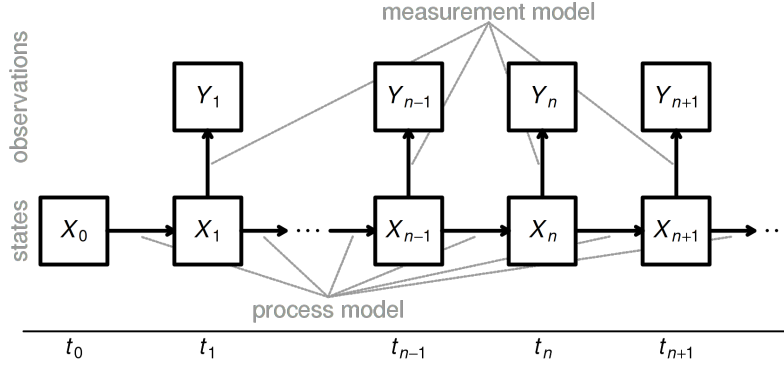 measurement model
observations
Y₁ Yₙ₋₁ Yₙ Yₙ₊₁
states
X₀ X₁ ··· Xₙ₋₁ Xₙ Xₙ₊₁ ··
process model
t₀ t₁ tₙ₋₁ tₙ tₙ₊₁